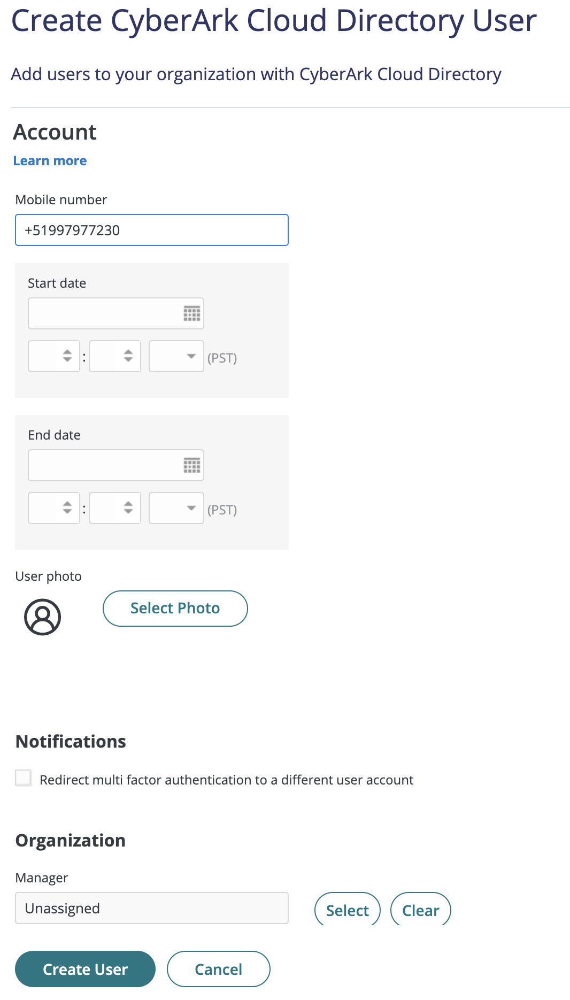 Create CyberArk Cloud Directory User
Add users to your organization with CyberArk Cloud Directory
Account
Learn more
Mobile number
+51997977230
Start date
: (PST)
End date
: (PST)
User photo
Select Photo
Notifications
Redirect multi factor authentication to a different user account
Organization
Manager
Unassigned Select Clear
Create User Cancel